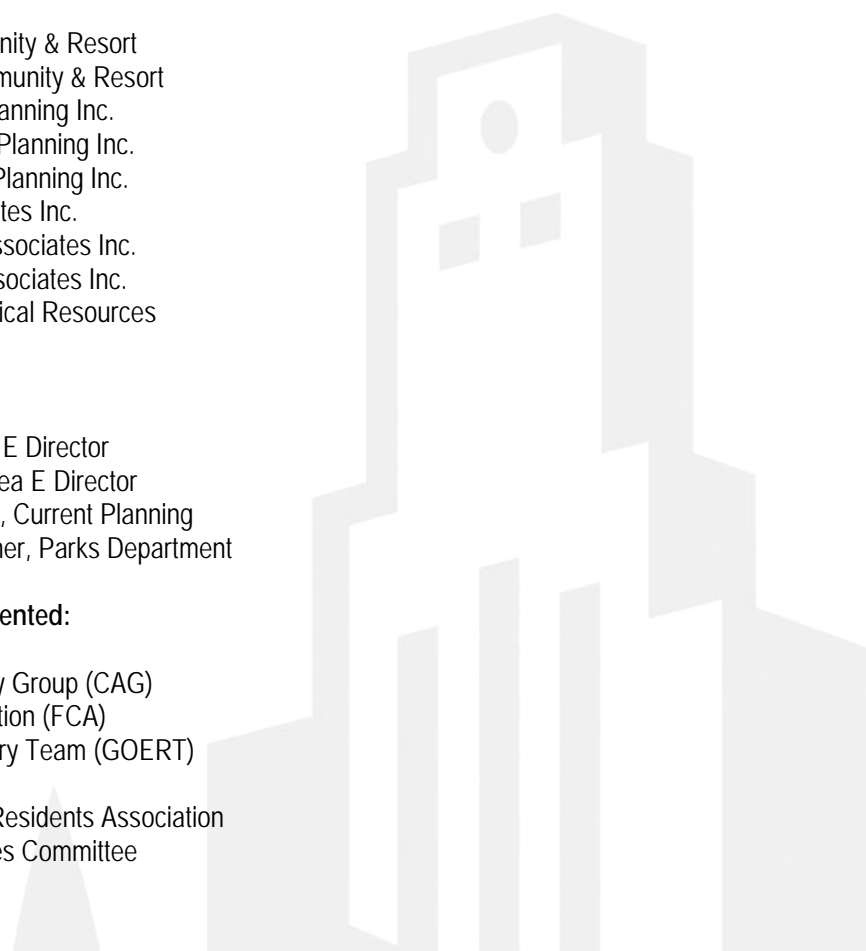 nity & Resort
munity & Resort
anning Inc.
Planning Inc.
Planning Inc.
tes Inc.
ssociates Inc.
sociates Inc.
ical Resources
E Director
ea E Director
, Current Planning
ner, Parks Department
ented:
y Group (CAG)
tion (FCA)
ry Team (GOERT)
Residents Association
es Committee